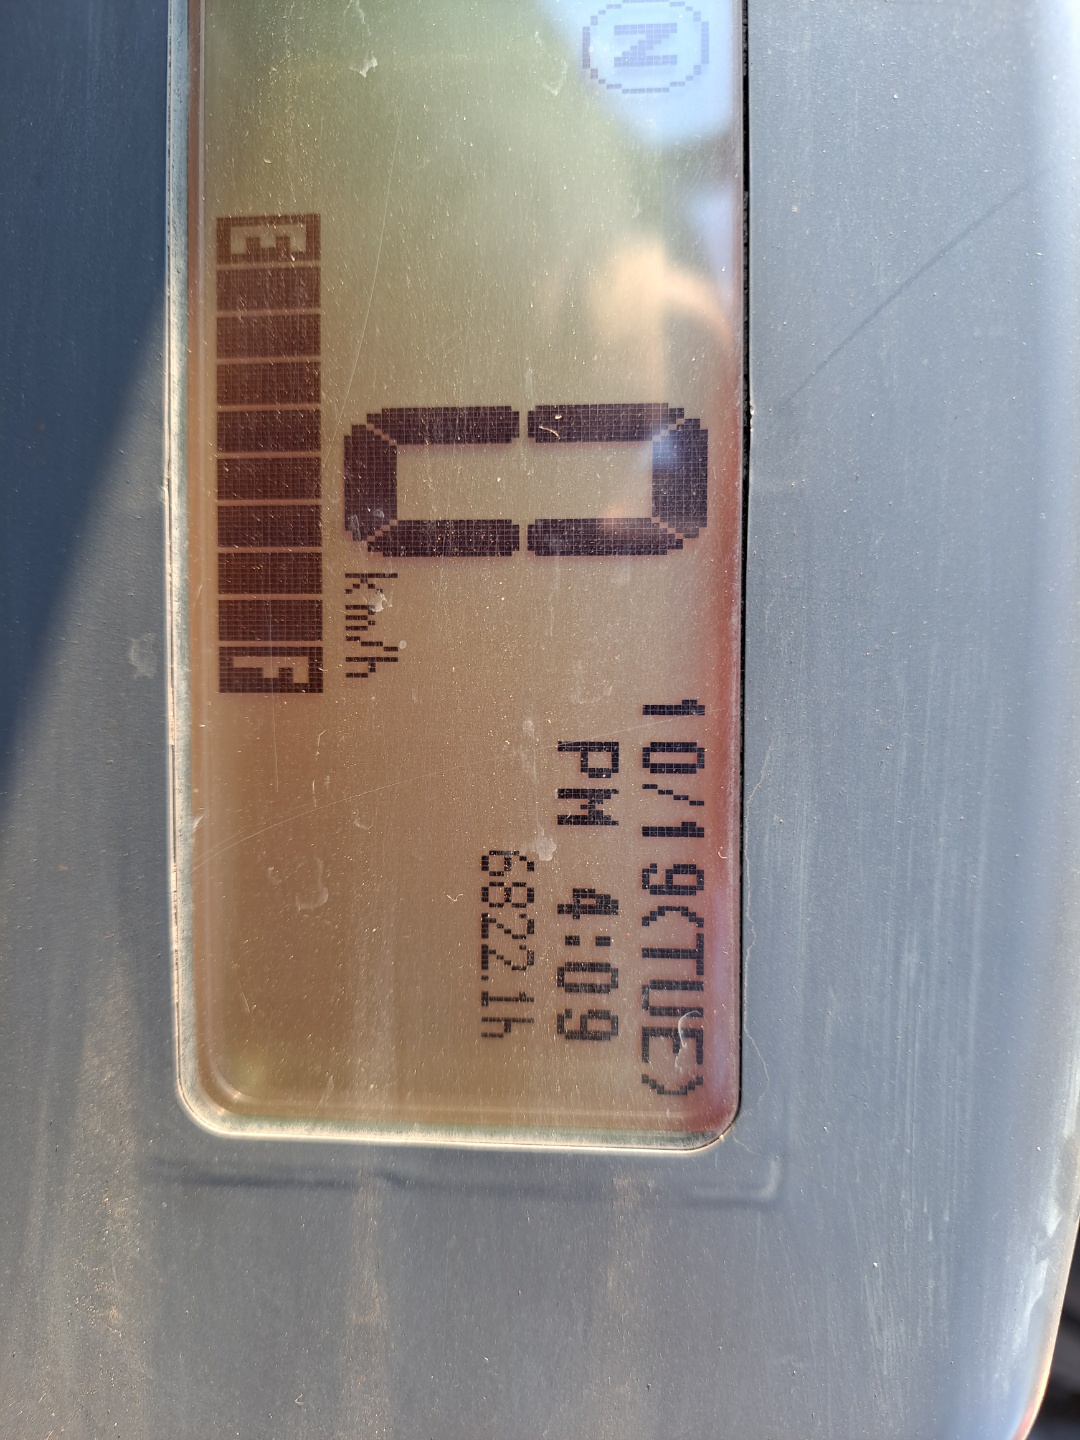 N
10/19(TUE)
PM 4:09
6822.1h
0 km/h
E F